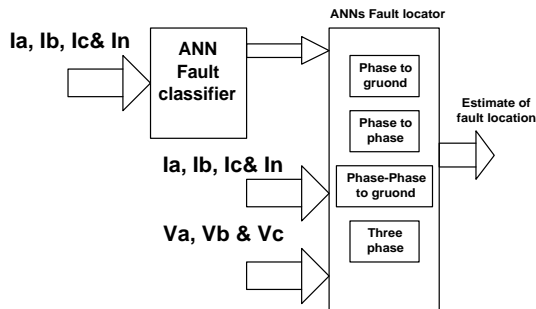 ANNs Fault locator
Ia, Ib, Ic& In
ANN
Fault
classifier
Phase to
gruond
Phase to
phase
Estimate of
fault location
Ia, Ib, Ic& In
Phase-Phase
to gruond
Va, Vb & Vc
Three
phase